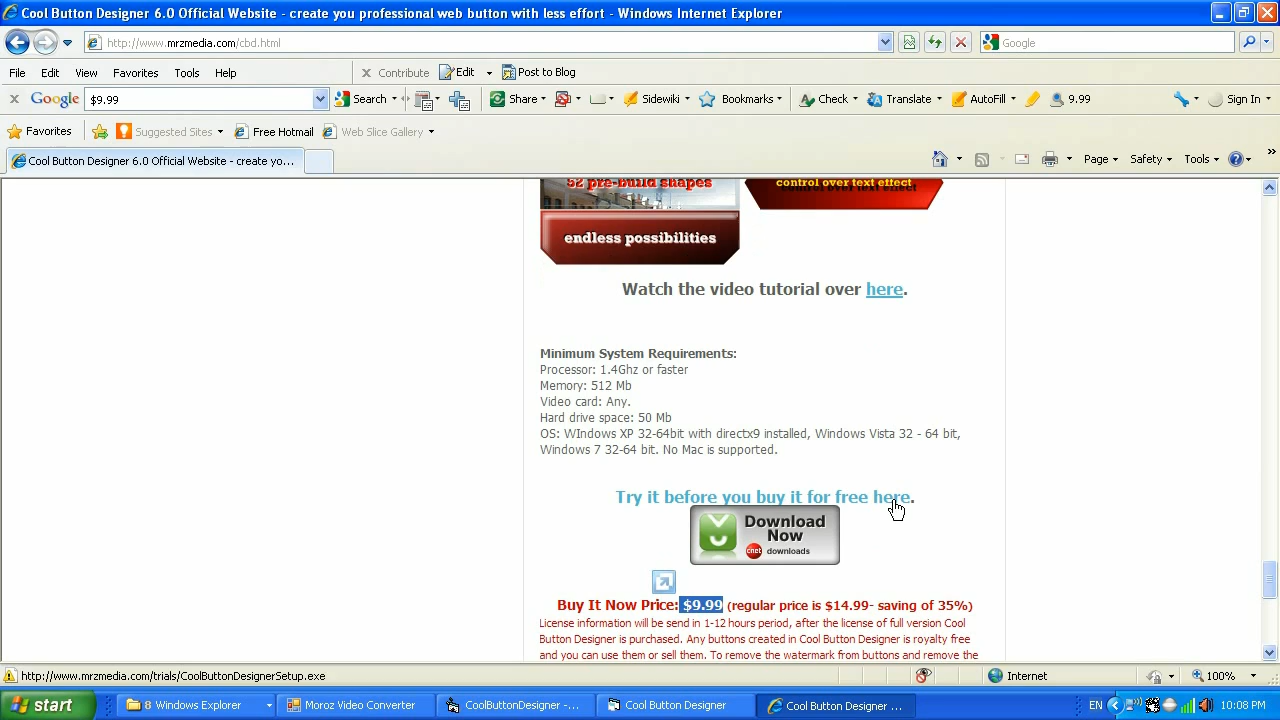 Cool Button Designer 6.0 Official Website - create you professional web button with less effort - Windows Internet Explorer
http://www.mrzmedia.com/cbd.html
Google
File Edit View Favorites Tools Help
Contribute Edit Post to Blog
Google $9.99 Search Share Sidewiki Bookmarks Check Translate AutoFill 9.99 Sign In
Favorites Suggested Sites Free Hotmail Web Slice Gallery
Cool Button Designer 6.0 Official Website - create yo...
Page Safety Tools
52 pre-build shapes
control over text effect
endless possibilities
Watch the video tutorial over here.
Minimum System Requirements:
Processor: 1.4Ghz or faster
Memory: 512 Mb
Video card: Any.
Hard drive space: 50 Mb
OS: WIndows XP 32-64bit with directx9 installed, Windows Vista 32 - 64 bit,
Windows 7 32-64 bit. No Mac is supported.
Try it before you buy it for free here.
Download
Now
cnet downloads
Buy It Now Price: $9.99 (regular price is $14.99- saving of 35%)
License information will be send in 1-12 hours period, after the license of full version Cool
Button Designer is purchased. Any buttons created in Cool Button Designer is royalty free
and you can use them or sell them. To remove the watermark from buttons and remove the
http://www.mrzmedia.com/trials/CoolButtonDesignerSetup.exe
Internet
100%
start
8 Windows Explorer
Moroz Video Converter
CoolButtonDesigner -...
Cool Button Designer
Cool Button Designer ...
EN
10:08 PM